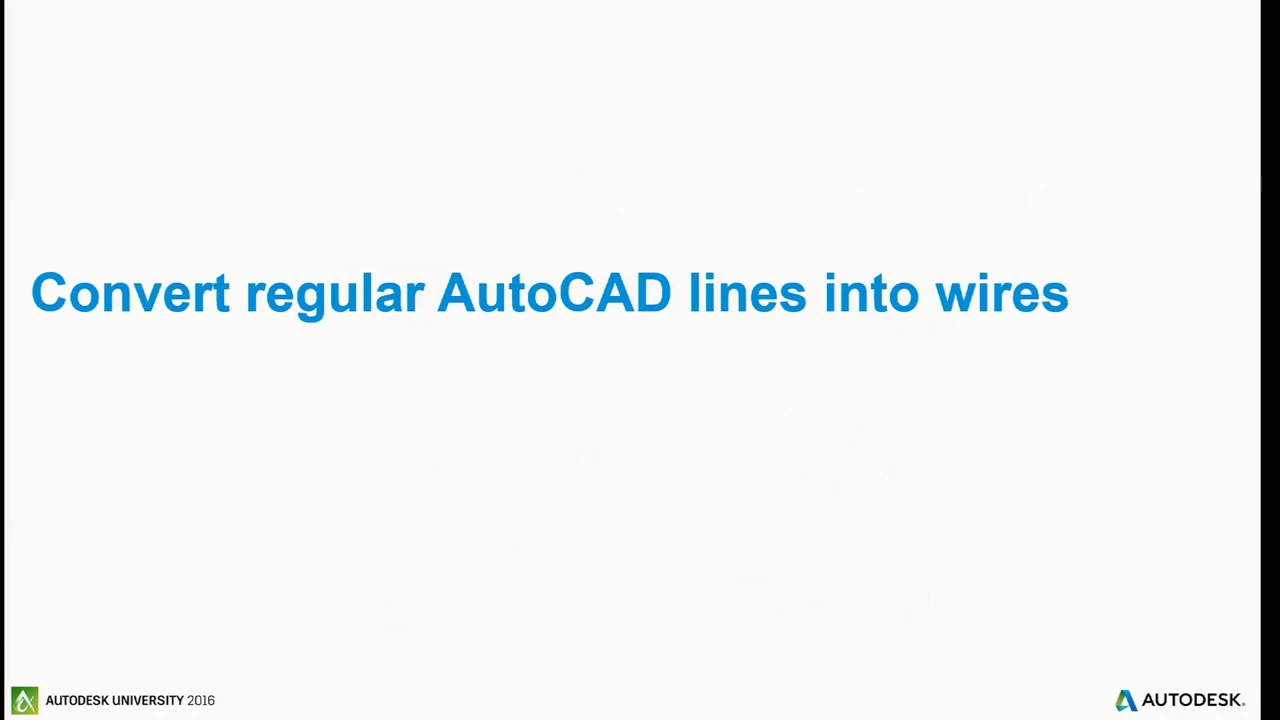 Convert regular AutoCAD lines into wires
AUTODESK UNIVERSITY 2016
AUTODESK.